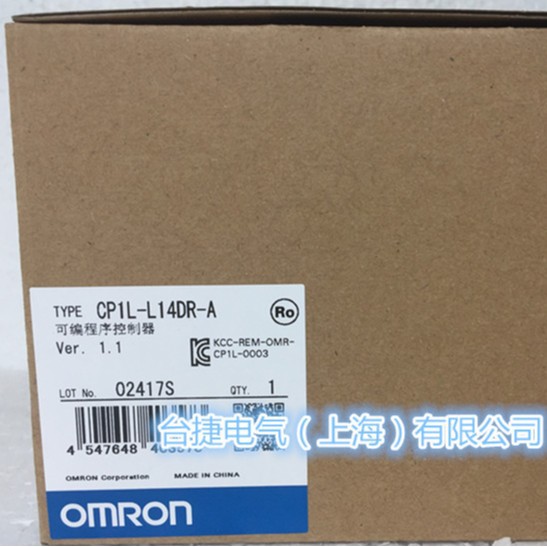 TYPE CP1L-L14DR-A
Ro
可编程序控制器
Ver. 1.1
KCC-REM-OMR-
CP1L-0003
LOT No. 02417S QTY. 1
台捷电气（上海）有限公司
4 547648
OMRON Corporation MADE IN CHINA
OMRON